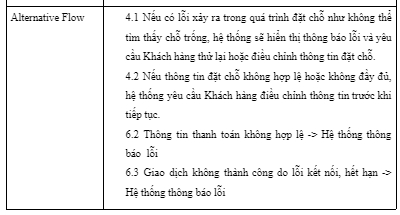 Alternative Flow
4.1 Nếu có lỗi xảy ra trong quá trình đặt chỗ như không thể
tìm thấy chỗ trống, hệ thống sẽ hiển thị thông báo lỗi và yêu
cầu Khách hàng thử lại hoặc điều chỉnh thông tin đặt chỗ.
4.2 Nếu thông tin đặt chỗ không hợp lệ hoặc không đầy đủ,
hệ thống yêu cầu Khách hàng điều chỉnh thông tin trước khi
tiếp tục.
6.2 Thông tin thanh toán không hợp lệ -> Hệ thống thông
báo lỗi
6.3 Giao dịch không thành công do lỗi kết nối, hết hạn ->
Hệ thống thông báo lỗi